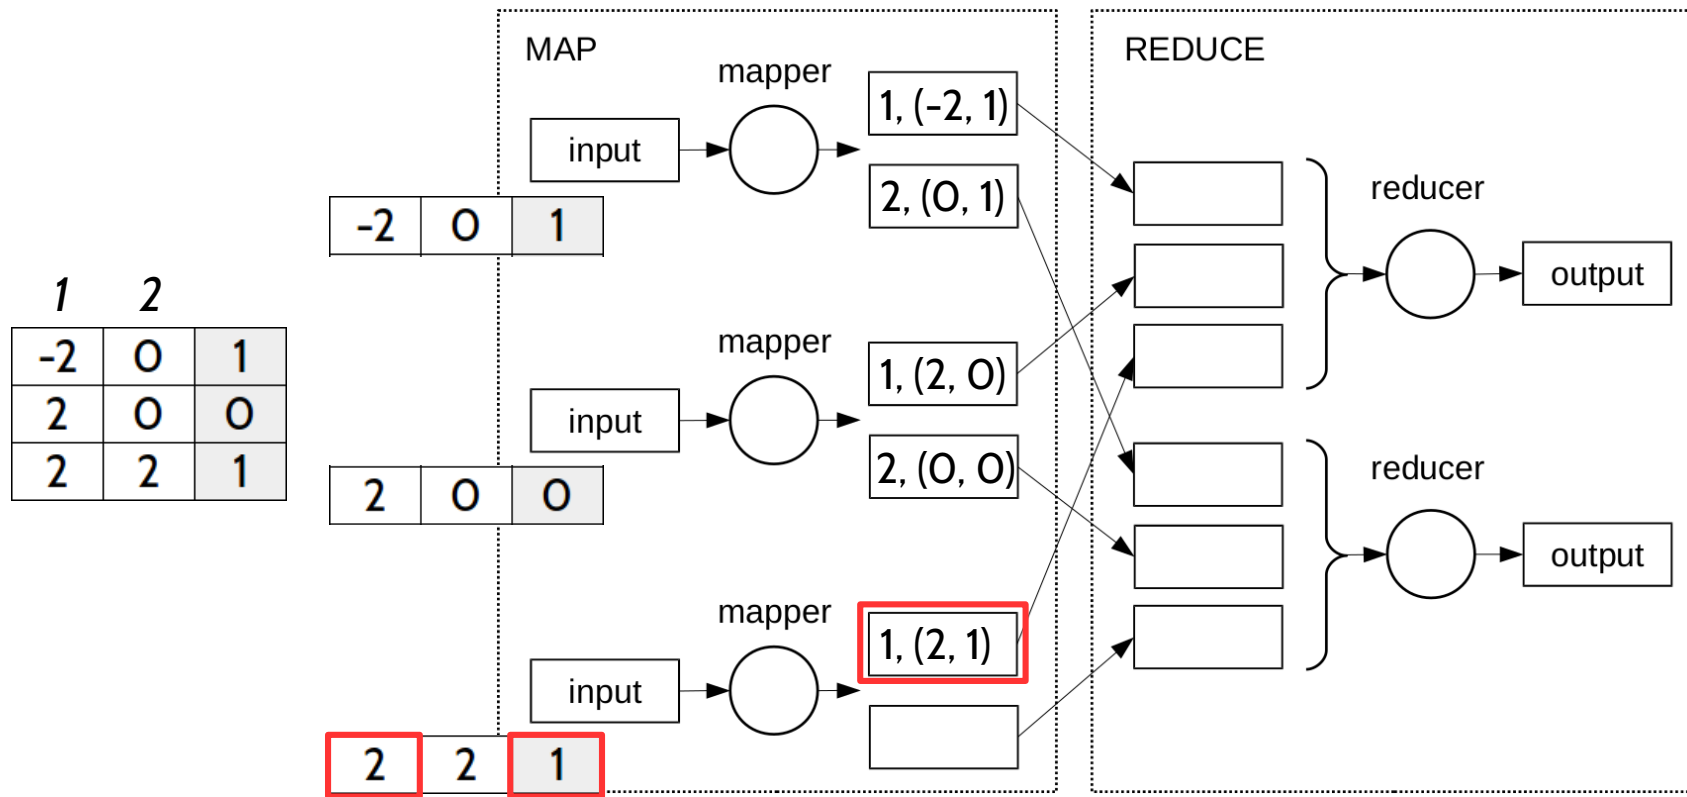 MAP
REDUCE
mapper
1, (-2, 1)
input
2, (0, 1)
reducer
-2 0 1
output
1 2
-2 0 1
2 0 0
2 2 1
mapper
1, (2, 0)
input
2, (0, 0)
reducer
2 0 0
output
mapper
1, (2, 1)
input
2 2 1